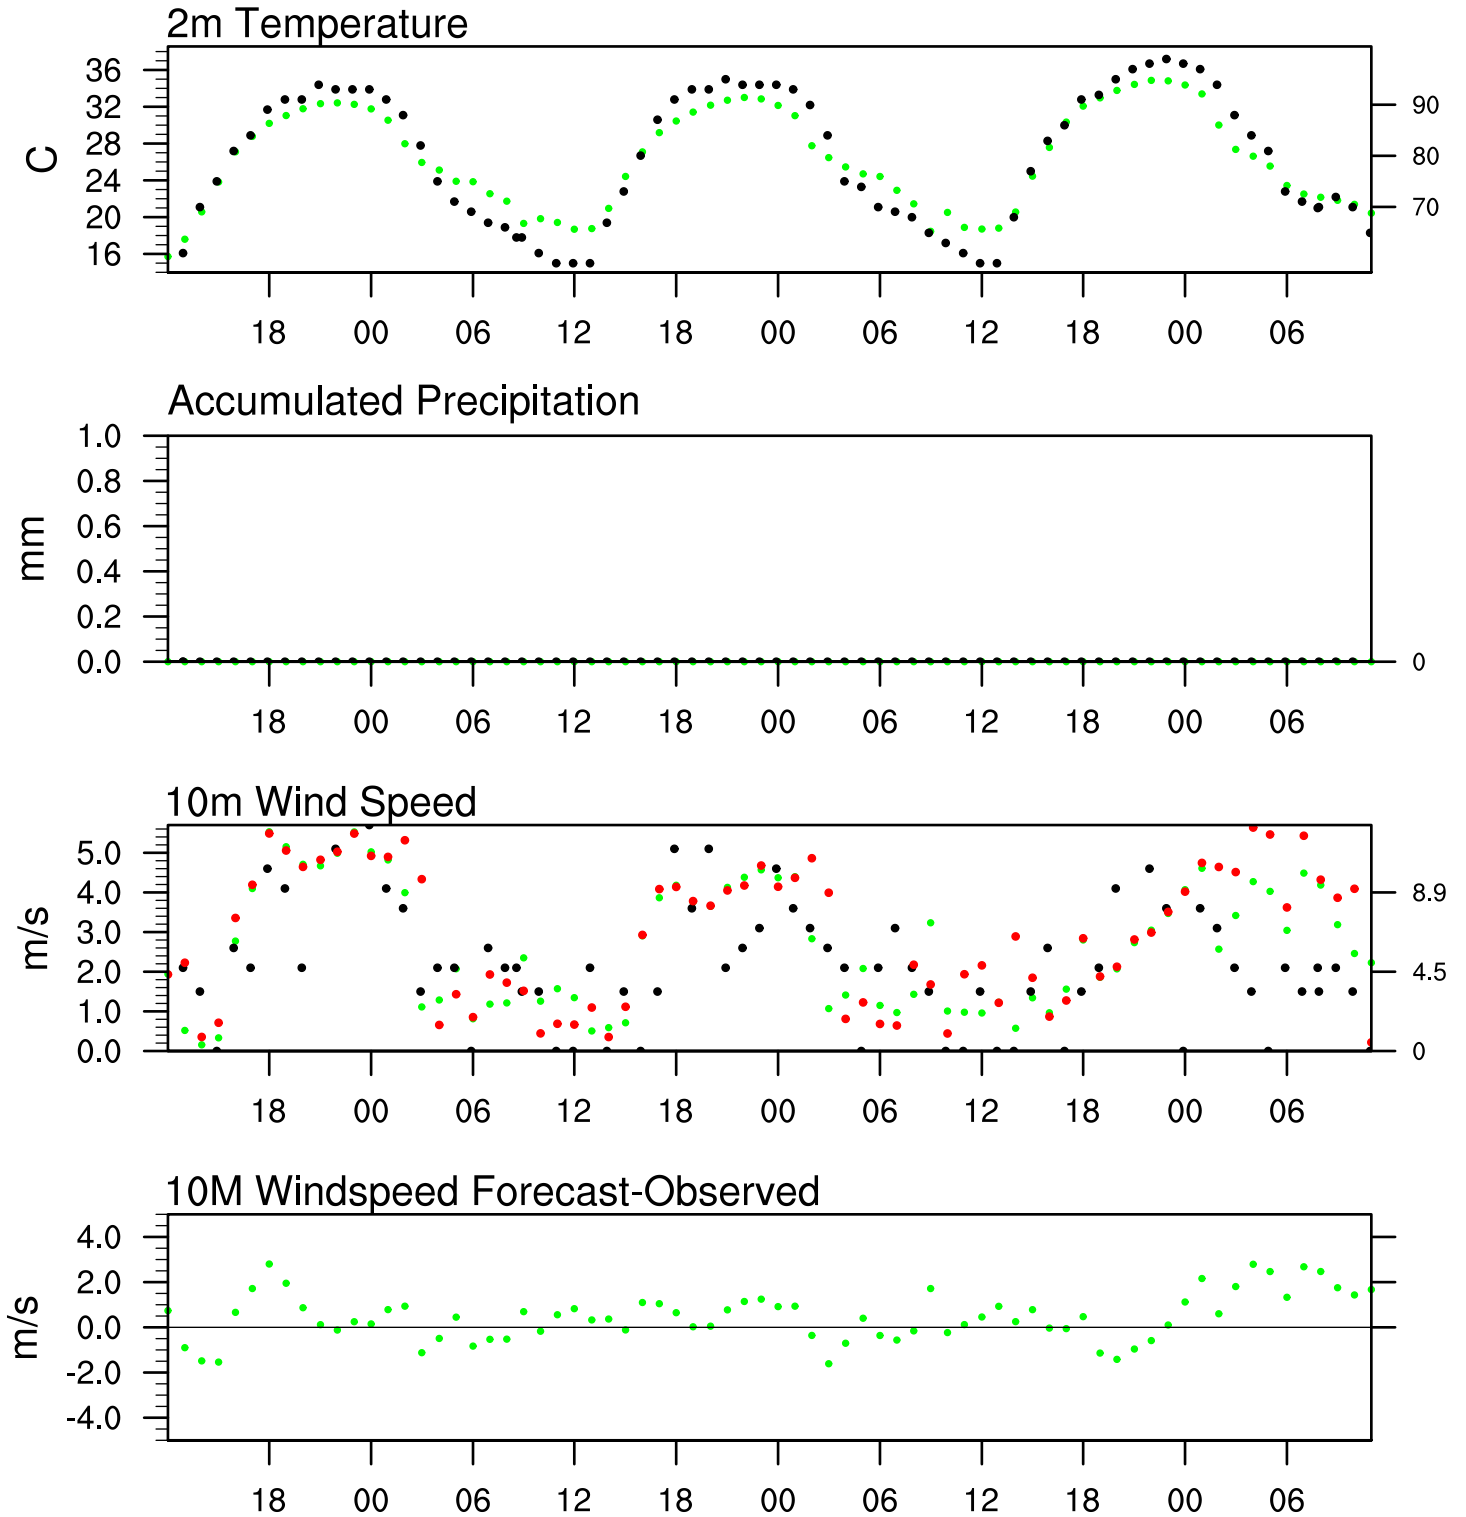 2m Temperature
36
32
28
24
20
16
C
90
80
70
18 00 06 12 18 00 06 12 18 00 06
Accumulated Precipitation
1.0
0.8
0.6
0.4
0.2
0.0
mm
0
18 00 06 12 18 00 06 12 18 00 06
10m Wind Speed
5.0
4.0
3.0
2.0
1.0
0.0
m/s
8.9
4.5
0
18 00 06 12 18 00 06 12 18 00 06
10M Windspeed Forecast-Observed
4.0
2.0
0.0
-2.0
-4.0
m/s
18 00 06 12 18 00 06 12 18 00 06